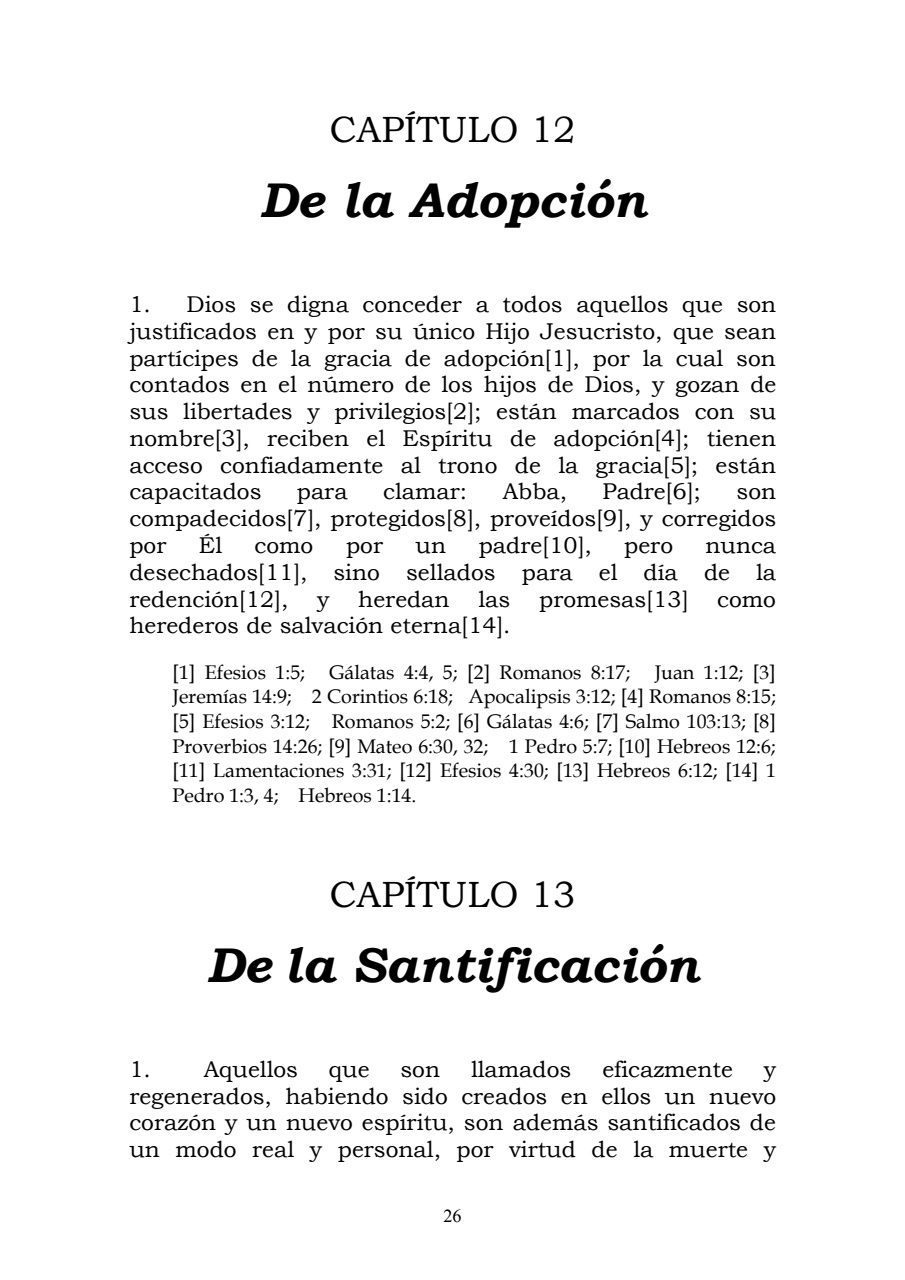 CAPÍTULO 12
De la Adopción
1. Dios se digna conceder a todos aquellos que son
justificados en y por su único Hijo Jesucristo, que sean
partícipes de la gracia de adopción[1], por la cual son
contados en el número de los hijos de Dios, y gozan de
sus libertades y privilegios[2]; están marcados con su
nombre[3], reciben el Espíritu de adopción[4]; tienen
acceso confiadamente al trono de la gracia[5]; están
capacitados para clamar: Abba, Padre[6]; son
compadecidos[7], protegidos[8], proveídos[9], y corregidos
por Él como por un padre[10], pero nunca
desechados[11], sino sellados para el día de la
redención[12], y heredan las promesas[13] como
herederos de salvación eterna[14].
[1] Efesios 1:5; Gálatas 4:4, 5; [2] Romanos 8:17; Juan 1:12; [3]
Jeremías 14:9; 2 Corintios 6:18; Apocalipsis 3:12; [4] Romanos 8:15;
[5] Efesios 3:12; Romanos 5:2; [6] Gálatas 4:6; [7] Salmo 103:13; [8]
Proverbios 14:26; [9] Mateo 6:30, 32; 1 Pedro 5:7; [10] Hebreos 12:6;
[11] Lamentaciones 3:31; [12] Efesios 4:30; [13] Hebreos 6:12; [14] 1
Pedro 1:3, 4; Hebreos 1:14.
CAPÍTULO 13
De la Santificación
1. Aquellos que son llamados eficazmente y
regenerados, habiendo sido creados en ellos un nuevo
corazón y un nuevo espíritu, son además santificados de
un modo real y personal, por virtud de la muerte y
26